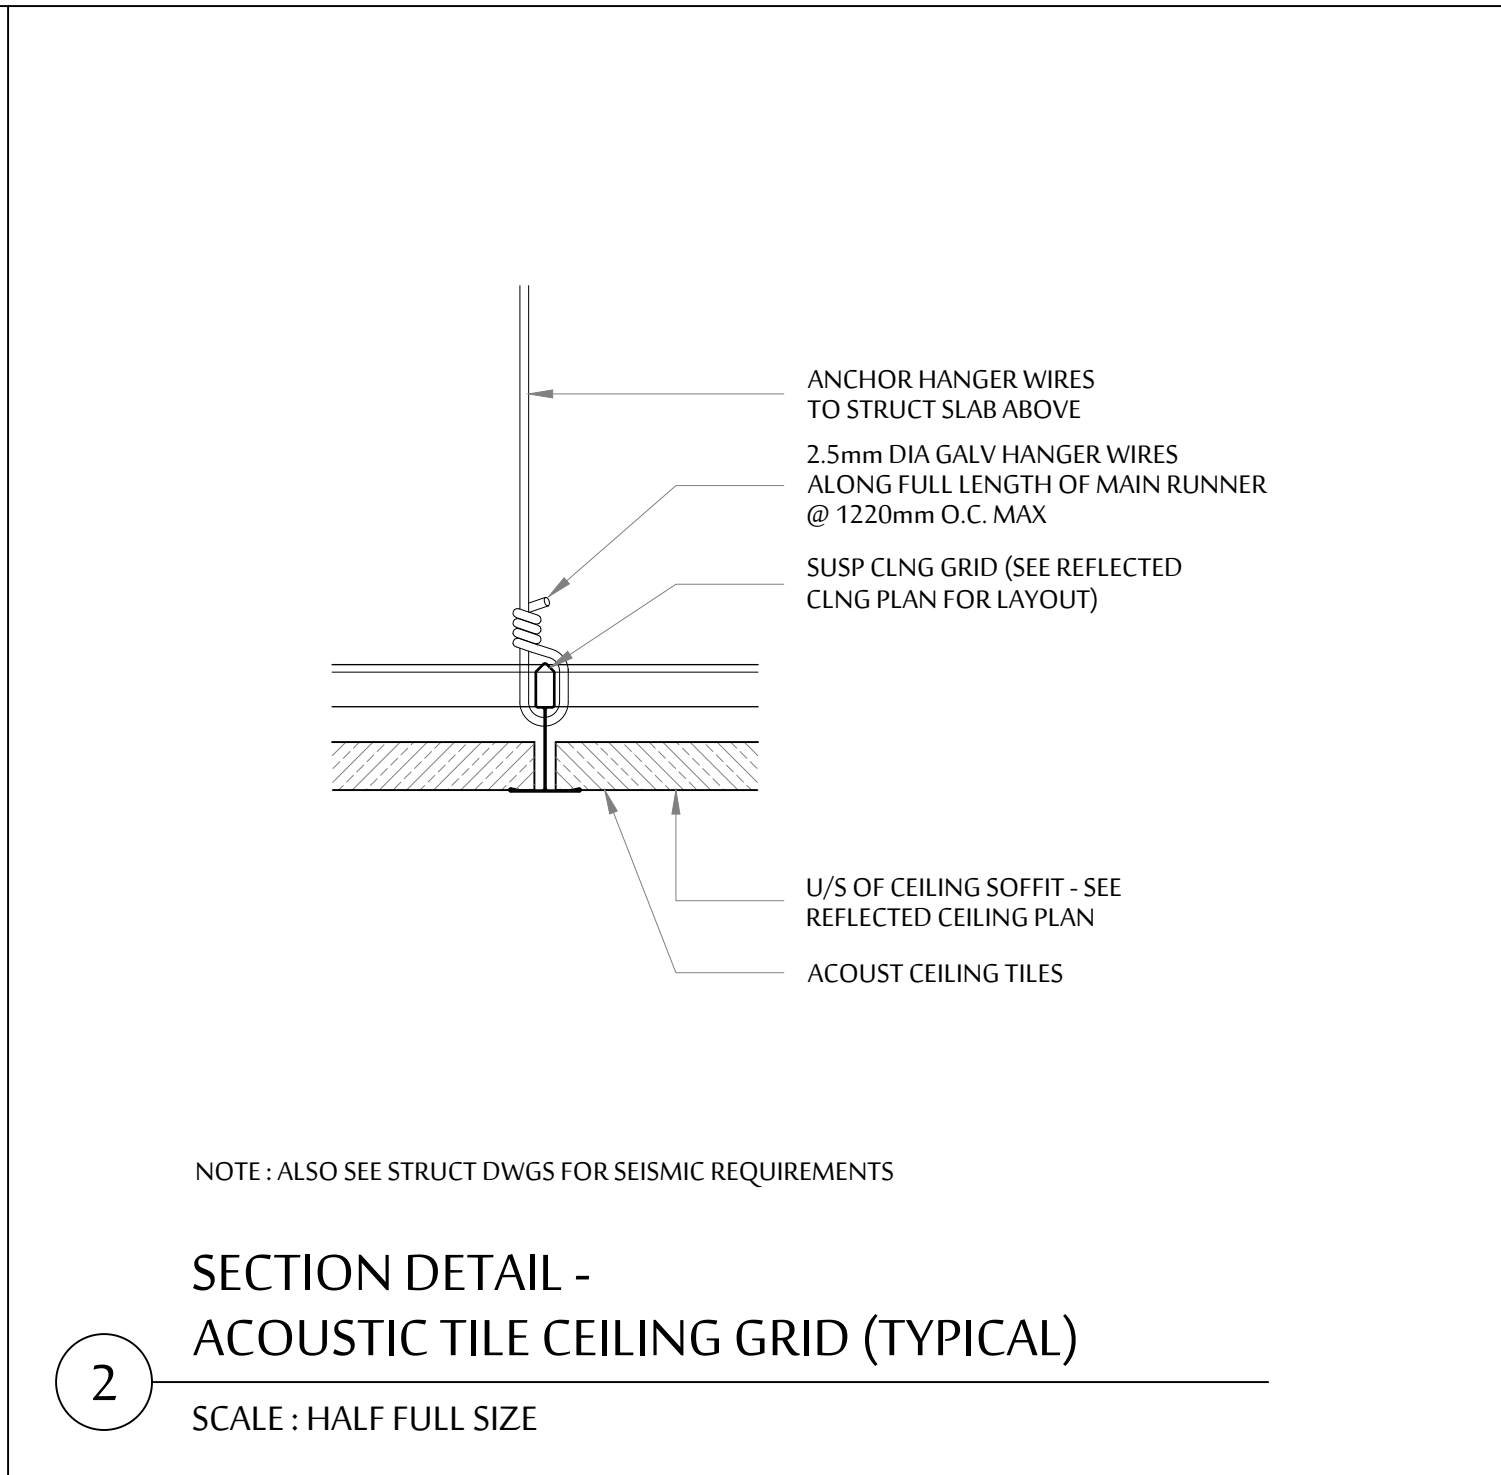 ANCHOR HANGER WIRES
TO STRUCT SLAB ABOVE
2.5mm DIA GALV HANGER WIRES
ALONG FULL LENGTH OF MAIN RUNNER
@ 1220mm O.C. MAX
SUSP CLNG GRID (SEE REFLECTED
CLNG PLAN FOR LAYOUT)
U/S OF CEILING SOFFIT - SEE
REFLECTED CEILING PLAN
ACOUST CEILING TILES
NOTE : ALSO SEE STRUCT DWGS FOR SEISMIC REQUIREMENTS
SECTION DETAIL -
ACOUSTIC TILE CEILING GRID (TYPICAL)
2
SCALE : HALF FULL SIZE